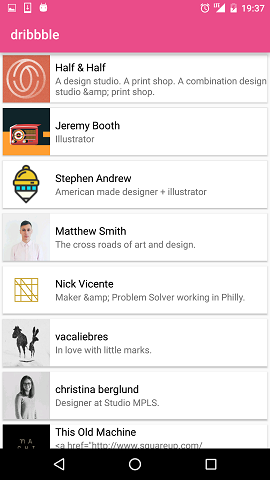 19:37
dribbble
Half & Half
A design studio. A print shop. A combination design
studio &amp; print shop.
Jeremy Booth
Illustrator
Stephen Andrew
American made designer + illustrator
Matthew Smith
The cross roads of art and design.
Nick Vicente
Maker &amp; Problem Solver working in Philly.
vacaliebres
In love with little marks.
christina berglund
Designer at Studio MPLS.
This Old Machine
<a href="http://www.squareup.com/